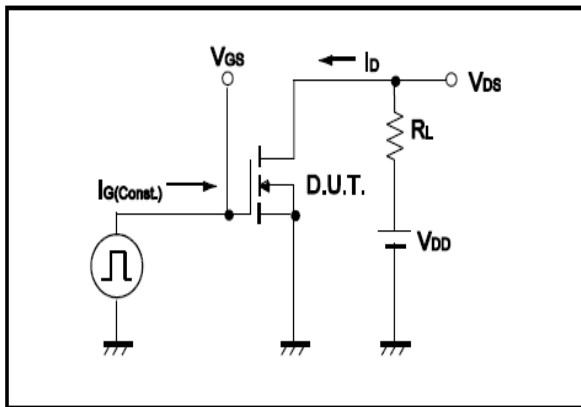 VGS
ID
VDS
RL
IG(Const.)
D.U.T.
VDD